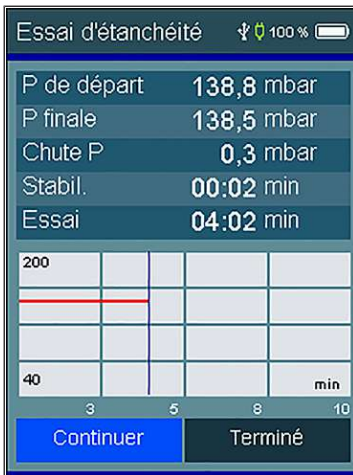 Essai d'étanchéité 100 %
P de départ 138,8 mbar
P finale 138,5 mbar
Chute P 0,3 mbar
Stabil. 00:02 min
Essai 04:02 min
200
40 min
3 5 8 10
Continuer Terminé